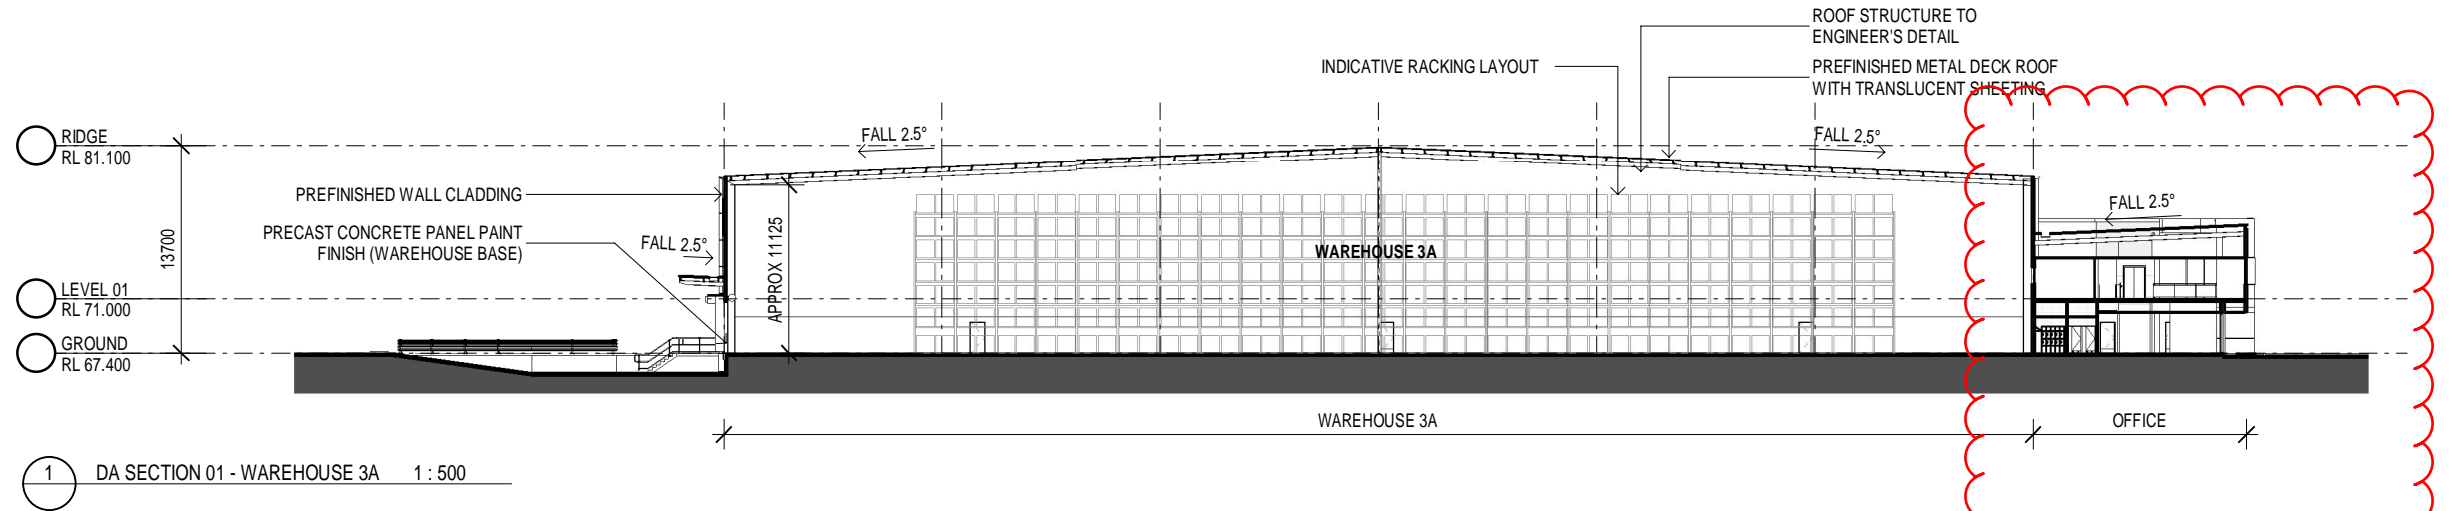 ROOF STRUCTURE TO
ENGINEER'S DETAIL
INDICATIVE RACKING LAYOUT
PREFINISHED METAL DECK ROOF
WITH TRANSLUCENT SHEETING
RIDGE
RL 81.100
FALL 2.5°
FALL 2.5°
PREFINISHED WALL CLADDING
FALL 2.5°
PRECAST CONCRETE PANEL PAINT
FINISH (WAREHOUSE BASE)
FALL 2.5°
13700
APPROX 11125
WAREHOUSE 3A
LEVEL 01
RL 71.000
GROUND
RL 67.400
WAREHOUSE 3A
OFFICE
1
DA SECTION 01 - WAREHOUSE 3A 1 : 500